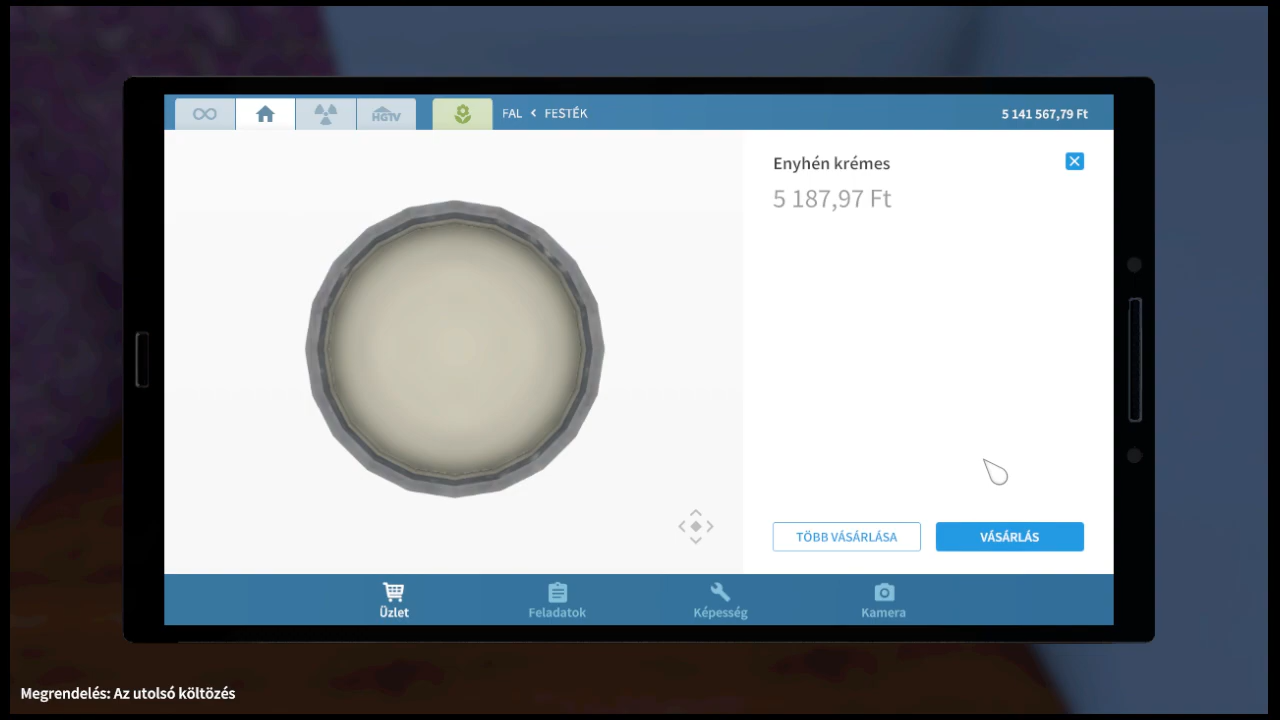 HGTV
FAL < FESTÉK
5 141 567,79 Ft
Enyhén krémes
5 187,97 Ft
TÖBB VÁSÁRLÁSA
VÁSÁRLÁS
Üzlet
Feladatok
Képesség
Kamera
Megrendelés: Az utolsó költözés